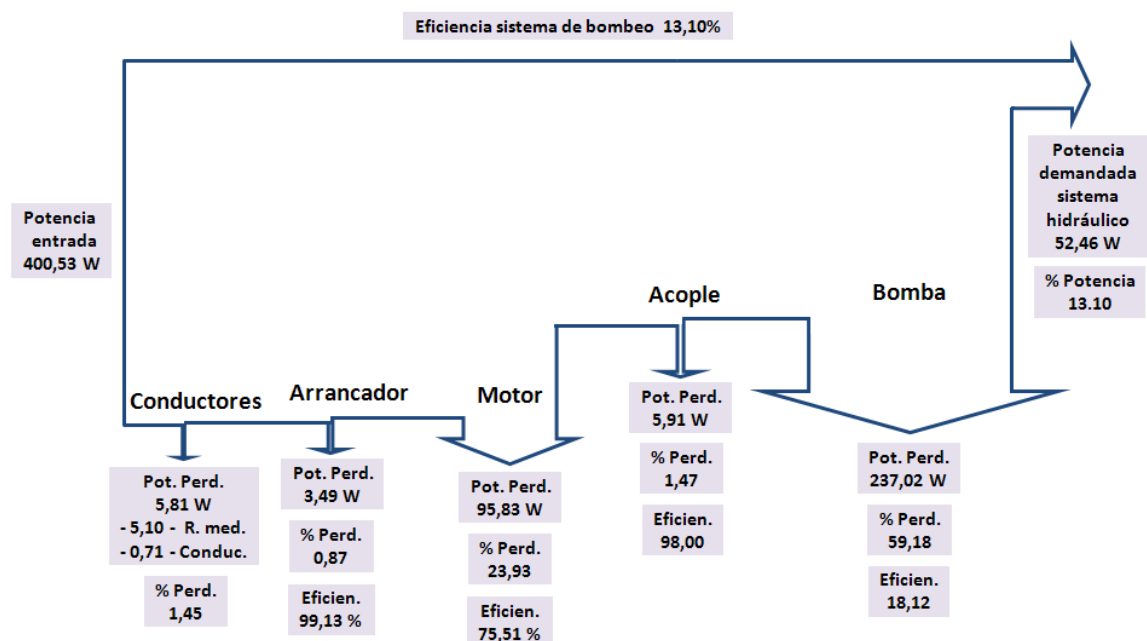 Eficiencia sistema de bombeo 13,10%
Potencia
entrada
400,53 W
Potencia
demandada
sistema
hidráulico
52,46 W
% Potencia
13.10
Conductores
Pot. Perd.
5,81 W
- 5,10 - R. med.
- 0,71 - Conduc.
% Perd.
1,45
Arrancador
Pot. Perd.
3,49 W
% Perd.
0,87
Eficien.
99,13 %
Motor
Pot. Perd.
95,83 W
% Perd.
23,93
Eficien.
75,51 %
Acople
Pot. Perd.
5,91 W
% Perd.
1,47
Eficien.
98,00
Bomba
Pot. Perd.
237,02 W
% Perd.
59,18
Eficien.
18,12